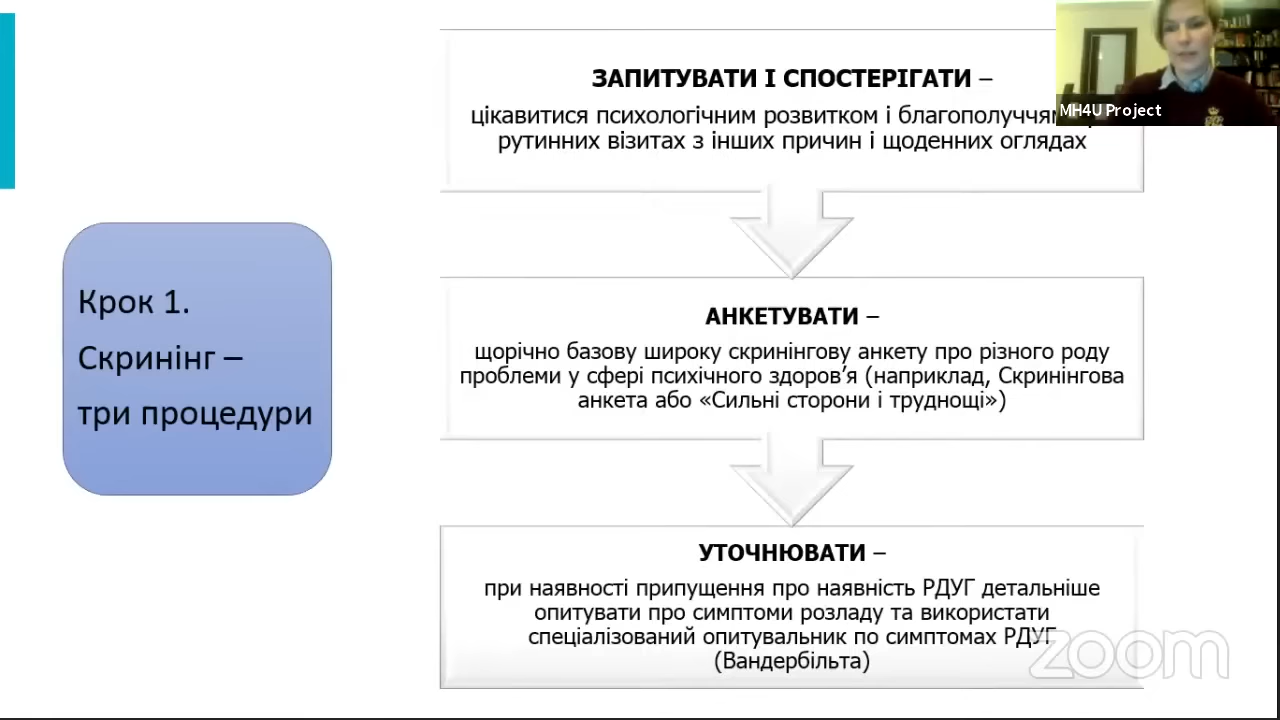 ЗАПИТУВАТИ І СПОСТЕРІГАТИ –
цікавитися психологічним розвитком і благополуччям
рутинних візитах з інших причин і щоденних оглядах
MH4U Project
Крок 1.
Скринінг –
три процедури
АНКЕТУВАТИ –
щорічно базову широку скринінгову анкету про різного роду
проблеми у сфері психічного здоров’я (наприклад, Скринінгова
анкета або «Сильні сторони і труднощі»)
УТОЧНЮВАТИ –
при наявності припущення про наявність РДУГ детальніше
опитувати про симптоми розладу та використати
спеціалізований опитувальник по симптомах РДУГ
(Вандербільта)
zoom